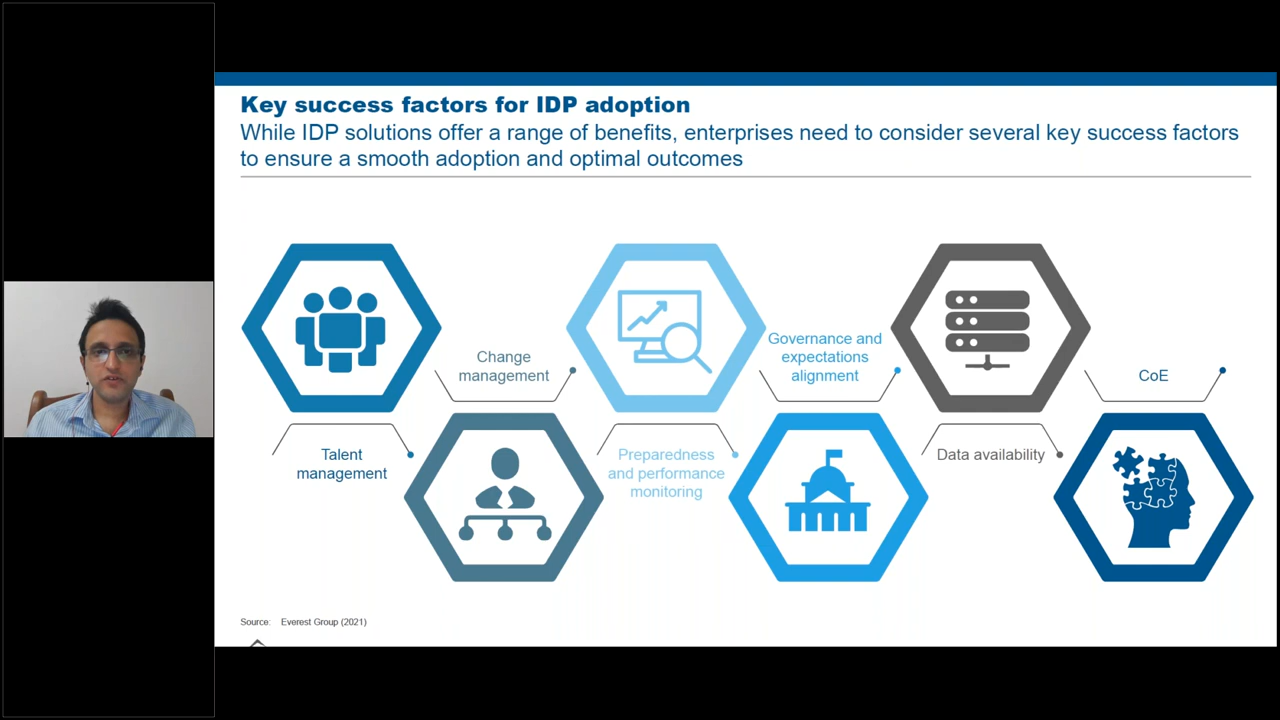 Key success factors for IDP adoption
While IDP solutions offer a range of benefits, enterprises need to consider several key success factors
to ensure a smooth adoption and optimal outcomes
Talent
management
Change
management
Preparedness
and performance
monitoring
Governance and
expectations
alignment
Data availability
CoE
Source: Everest Group (2021)